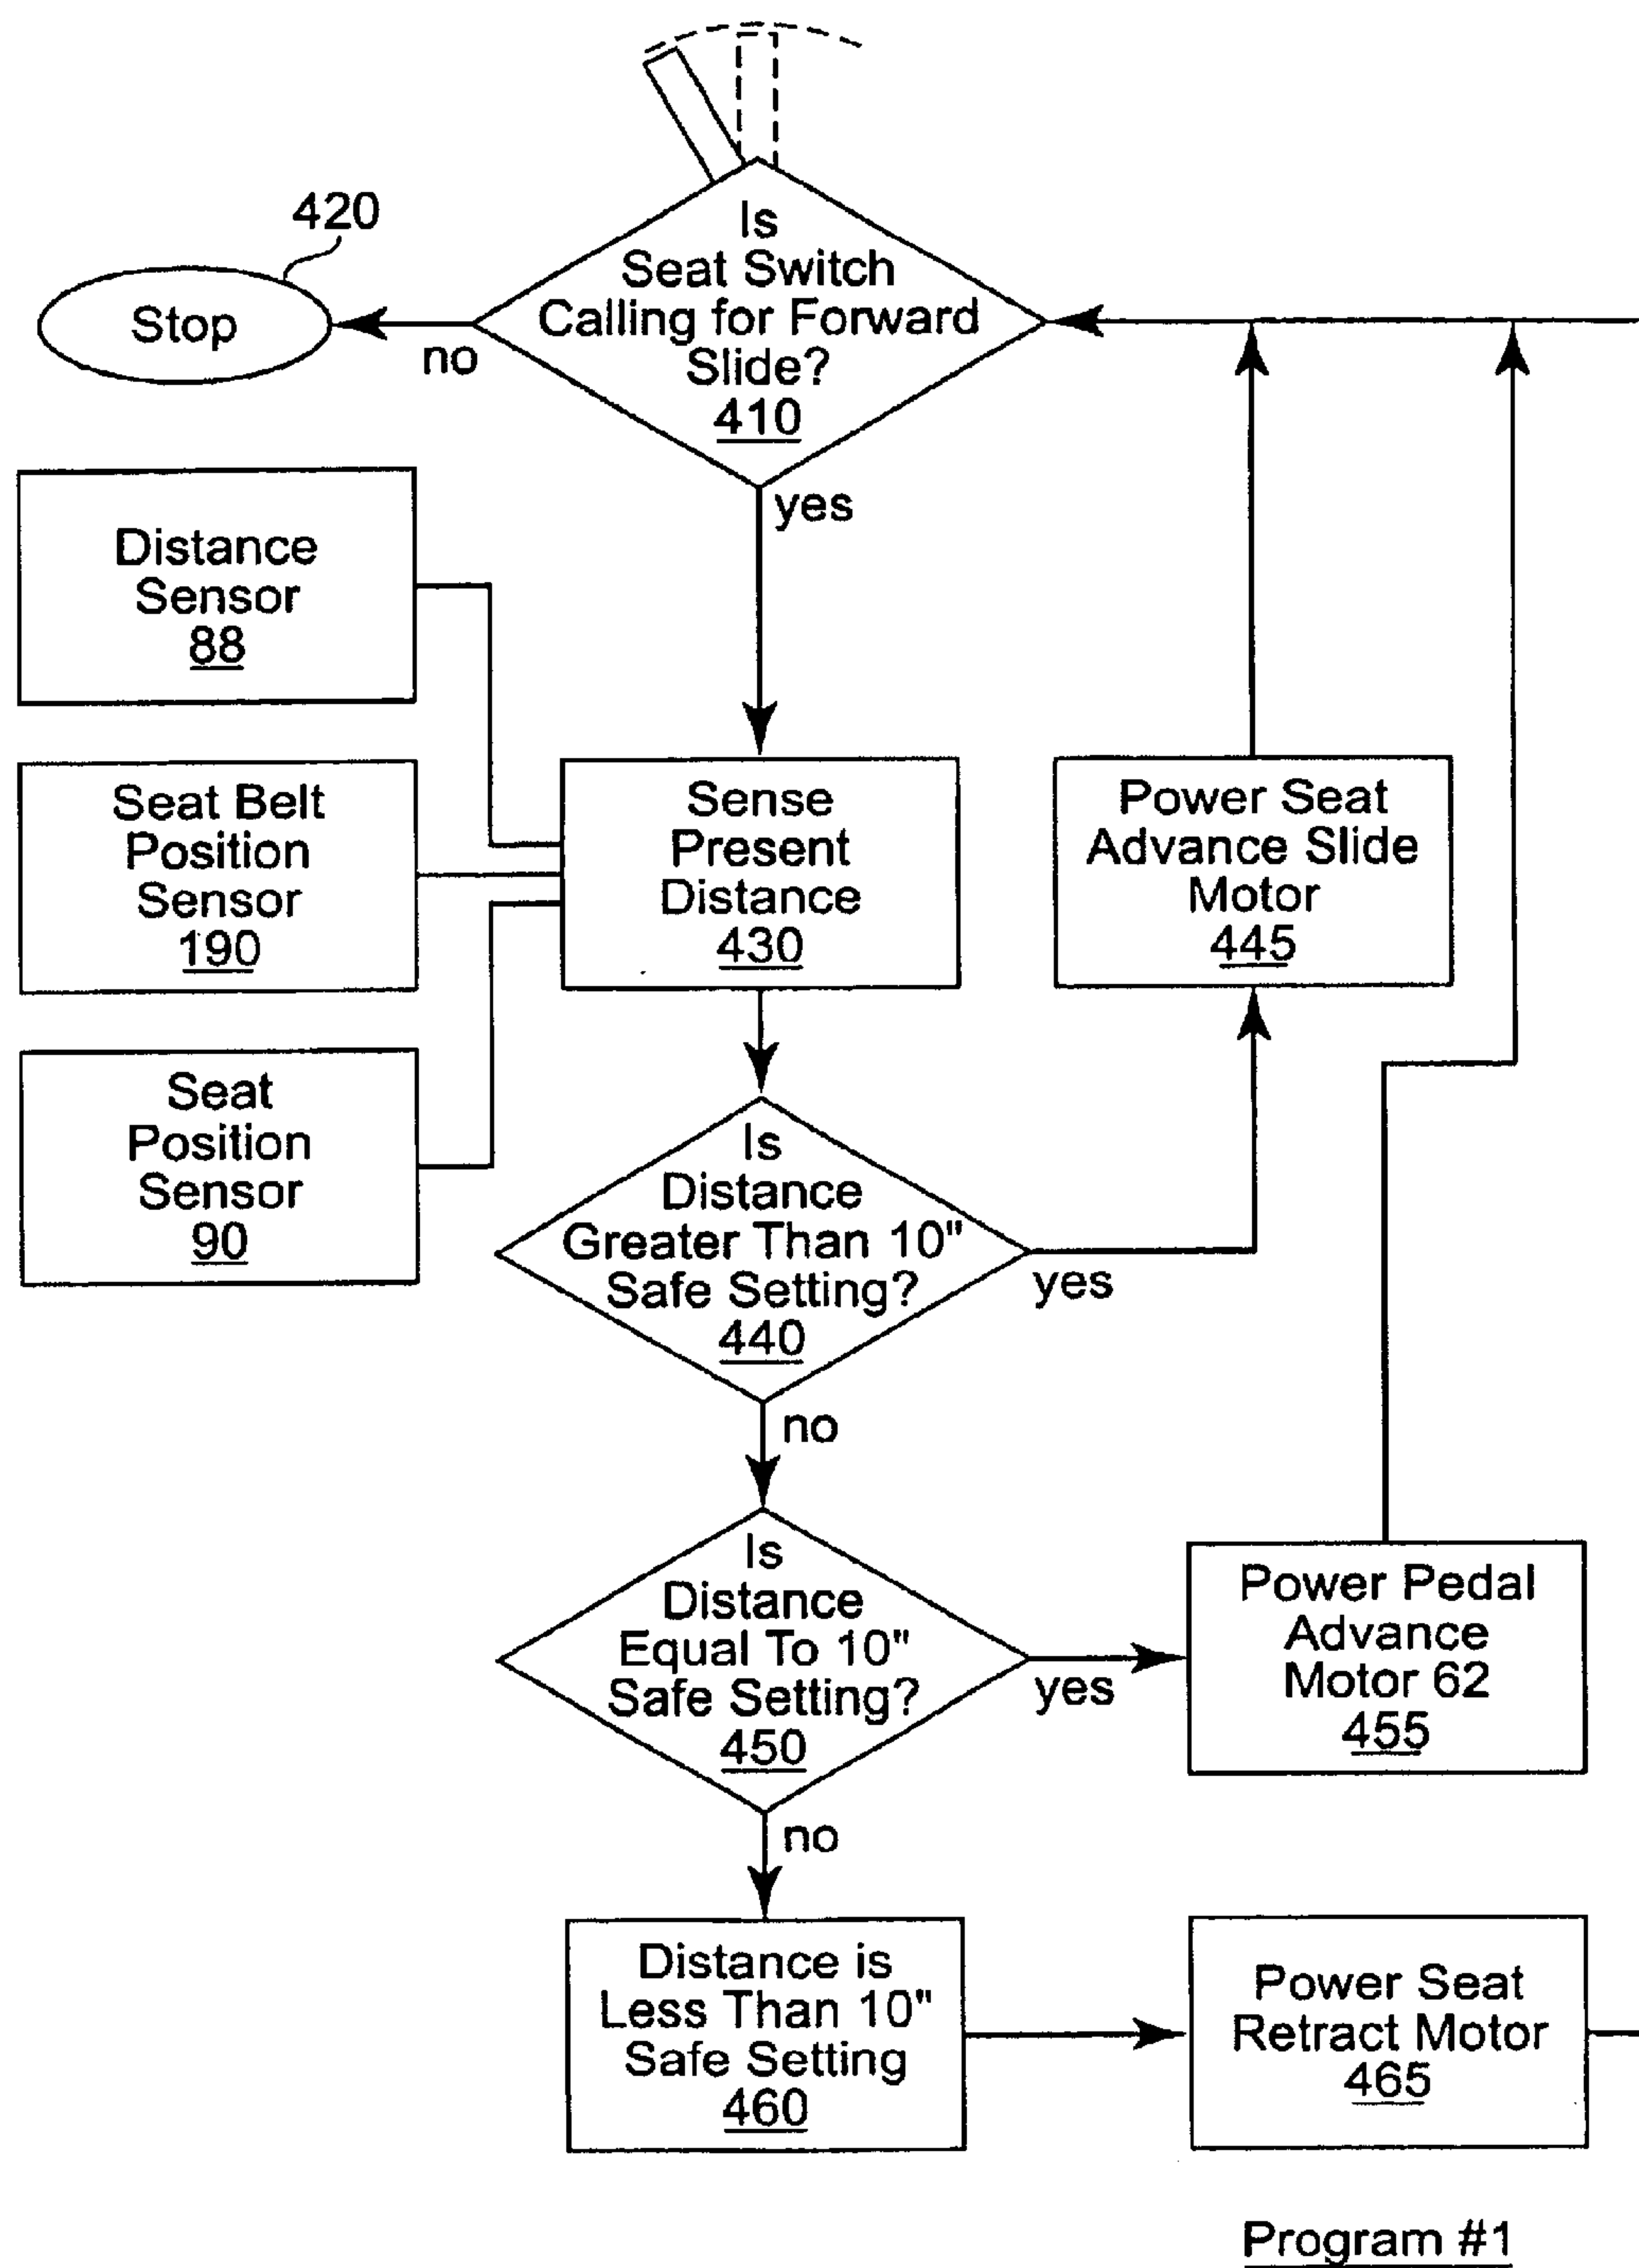 420
Stop
no
Is
Seat Switch
Calling for Forward
Slide?
410
yes
Distance
Sensor
88
Seat Belt
Position
Sensor
190
Seat
Position
Sensor
90
Sense
Present
Distance
430
Power Seat
Advance Slide
Motor
445
Is
Distance
Greater Than 10"
Safe Setting?
440
yes
no
Is
Distance
Equal To 10"
Safe Setting?
450
yes
Power Pedal
Advance
Motor 62
455
no
Distance is
Less Than 10"
Safe Setting
460
Power Seat
Retract Motor
465
Program #1